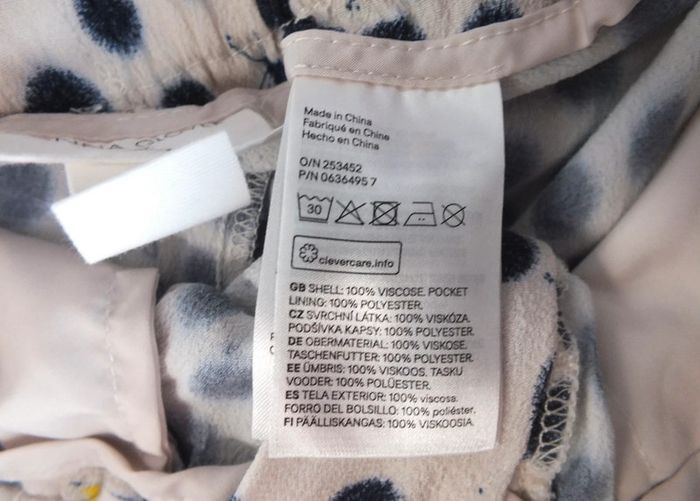 Made in China
Fabriqué en Chine
Hecho en China
O/N 253452
P/N 0636495 7
30
clevercare.info
GB SHELL: 100% VISCOSE. POCKET
LINING: 100% POLYESTER.
CZ SVRCHNÍ LÁTKA: 100% VISKÓZA.
PODŠÍVKA KAPSY: 100% POLYESTER.
DE OBERMATERIAL: 100% VISKOSE.
TASCHENFUTTER: 100% POLYESTER.
EE ÜMBRIS: 100% VISKOOS. TASKU
VOODER: 100% POLÜESTER.
ES TELA EXTERIOR: 100% viscosa.
FORRO DEL BOLSILLO: 100% poliéster.
FI PÄÄLLISKANGAS: 100% VISKOOSIA.